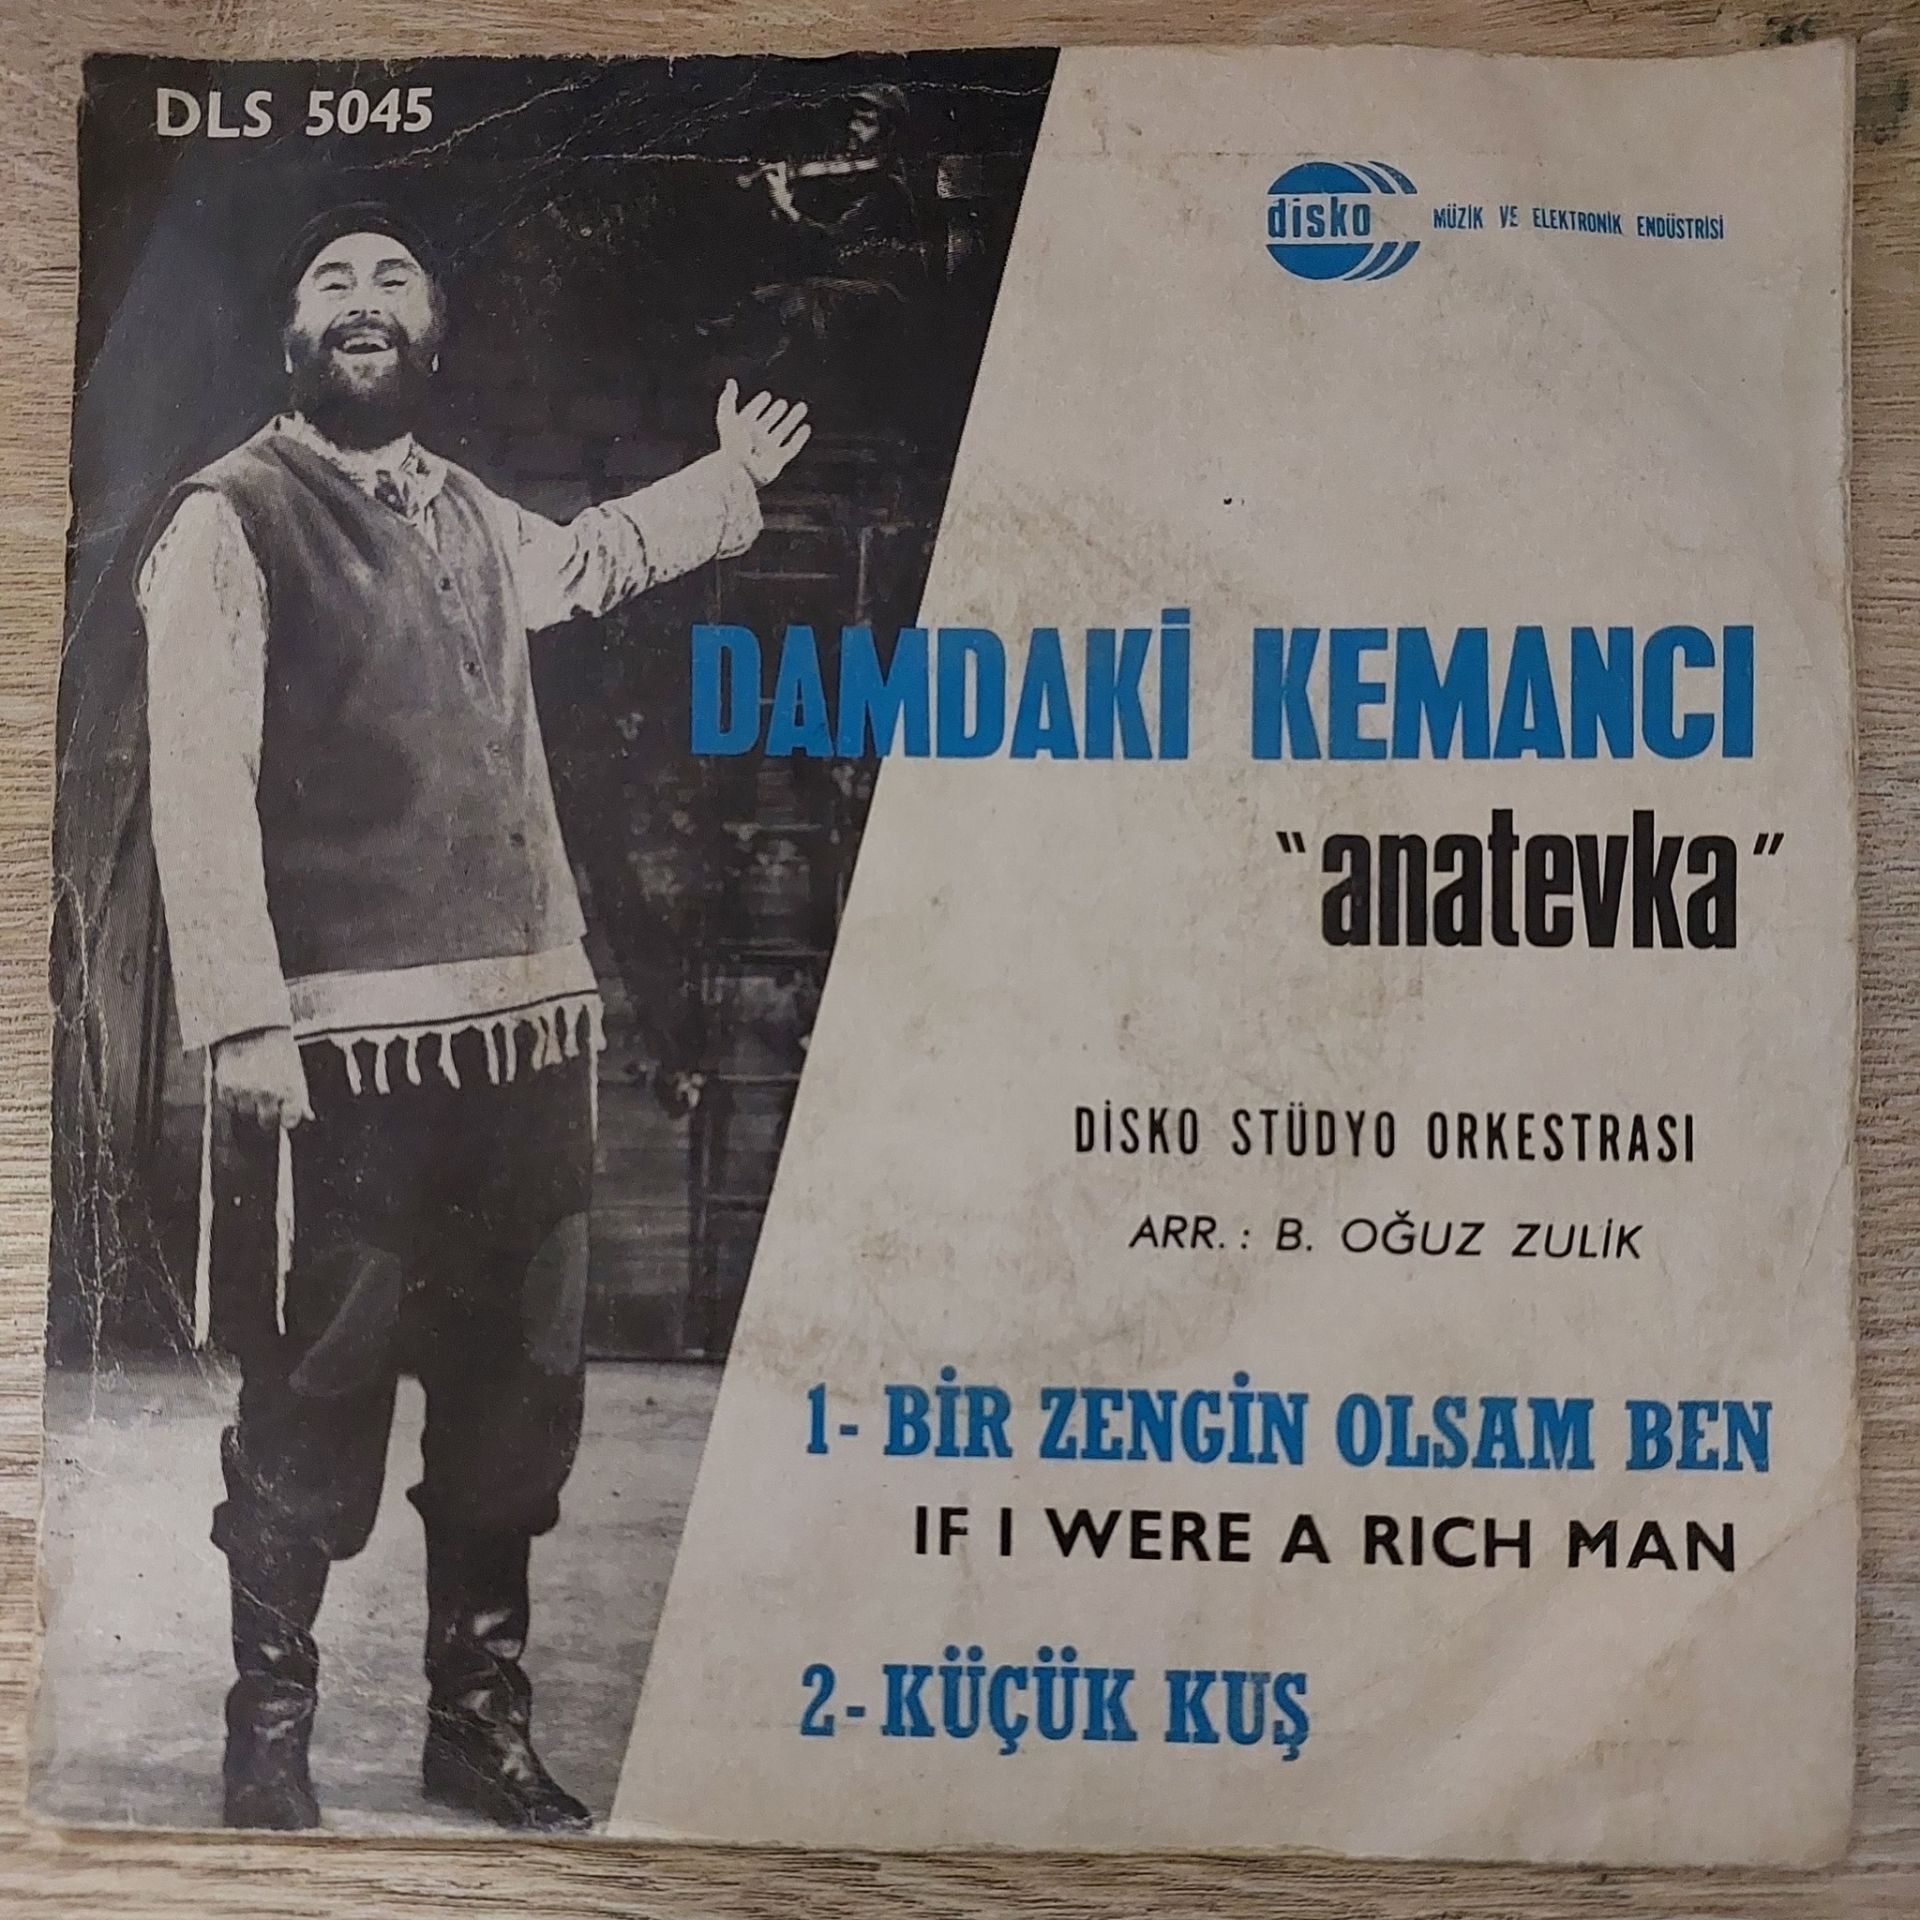 DLS 5045
disko
MÜZİK VE ELEKTRONİK ENDÜSTRİSİ
DAMDAKİ KEMANCI
"anatevka"
DİSKO STÜDYO ORKESTRASI
ARR. : B. OĞUZ ZULİK
1- BİR ZENGİN OLSAM BEN
IF I WERE A RICH MAN
2- KÜÇÜK KUŞ